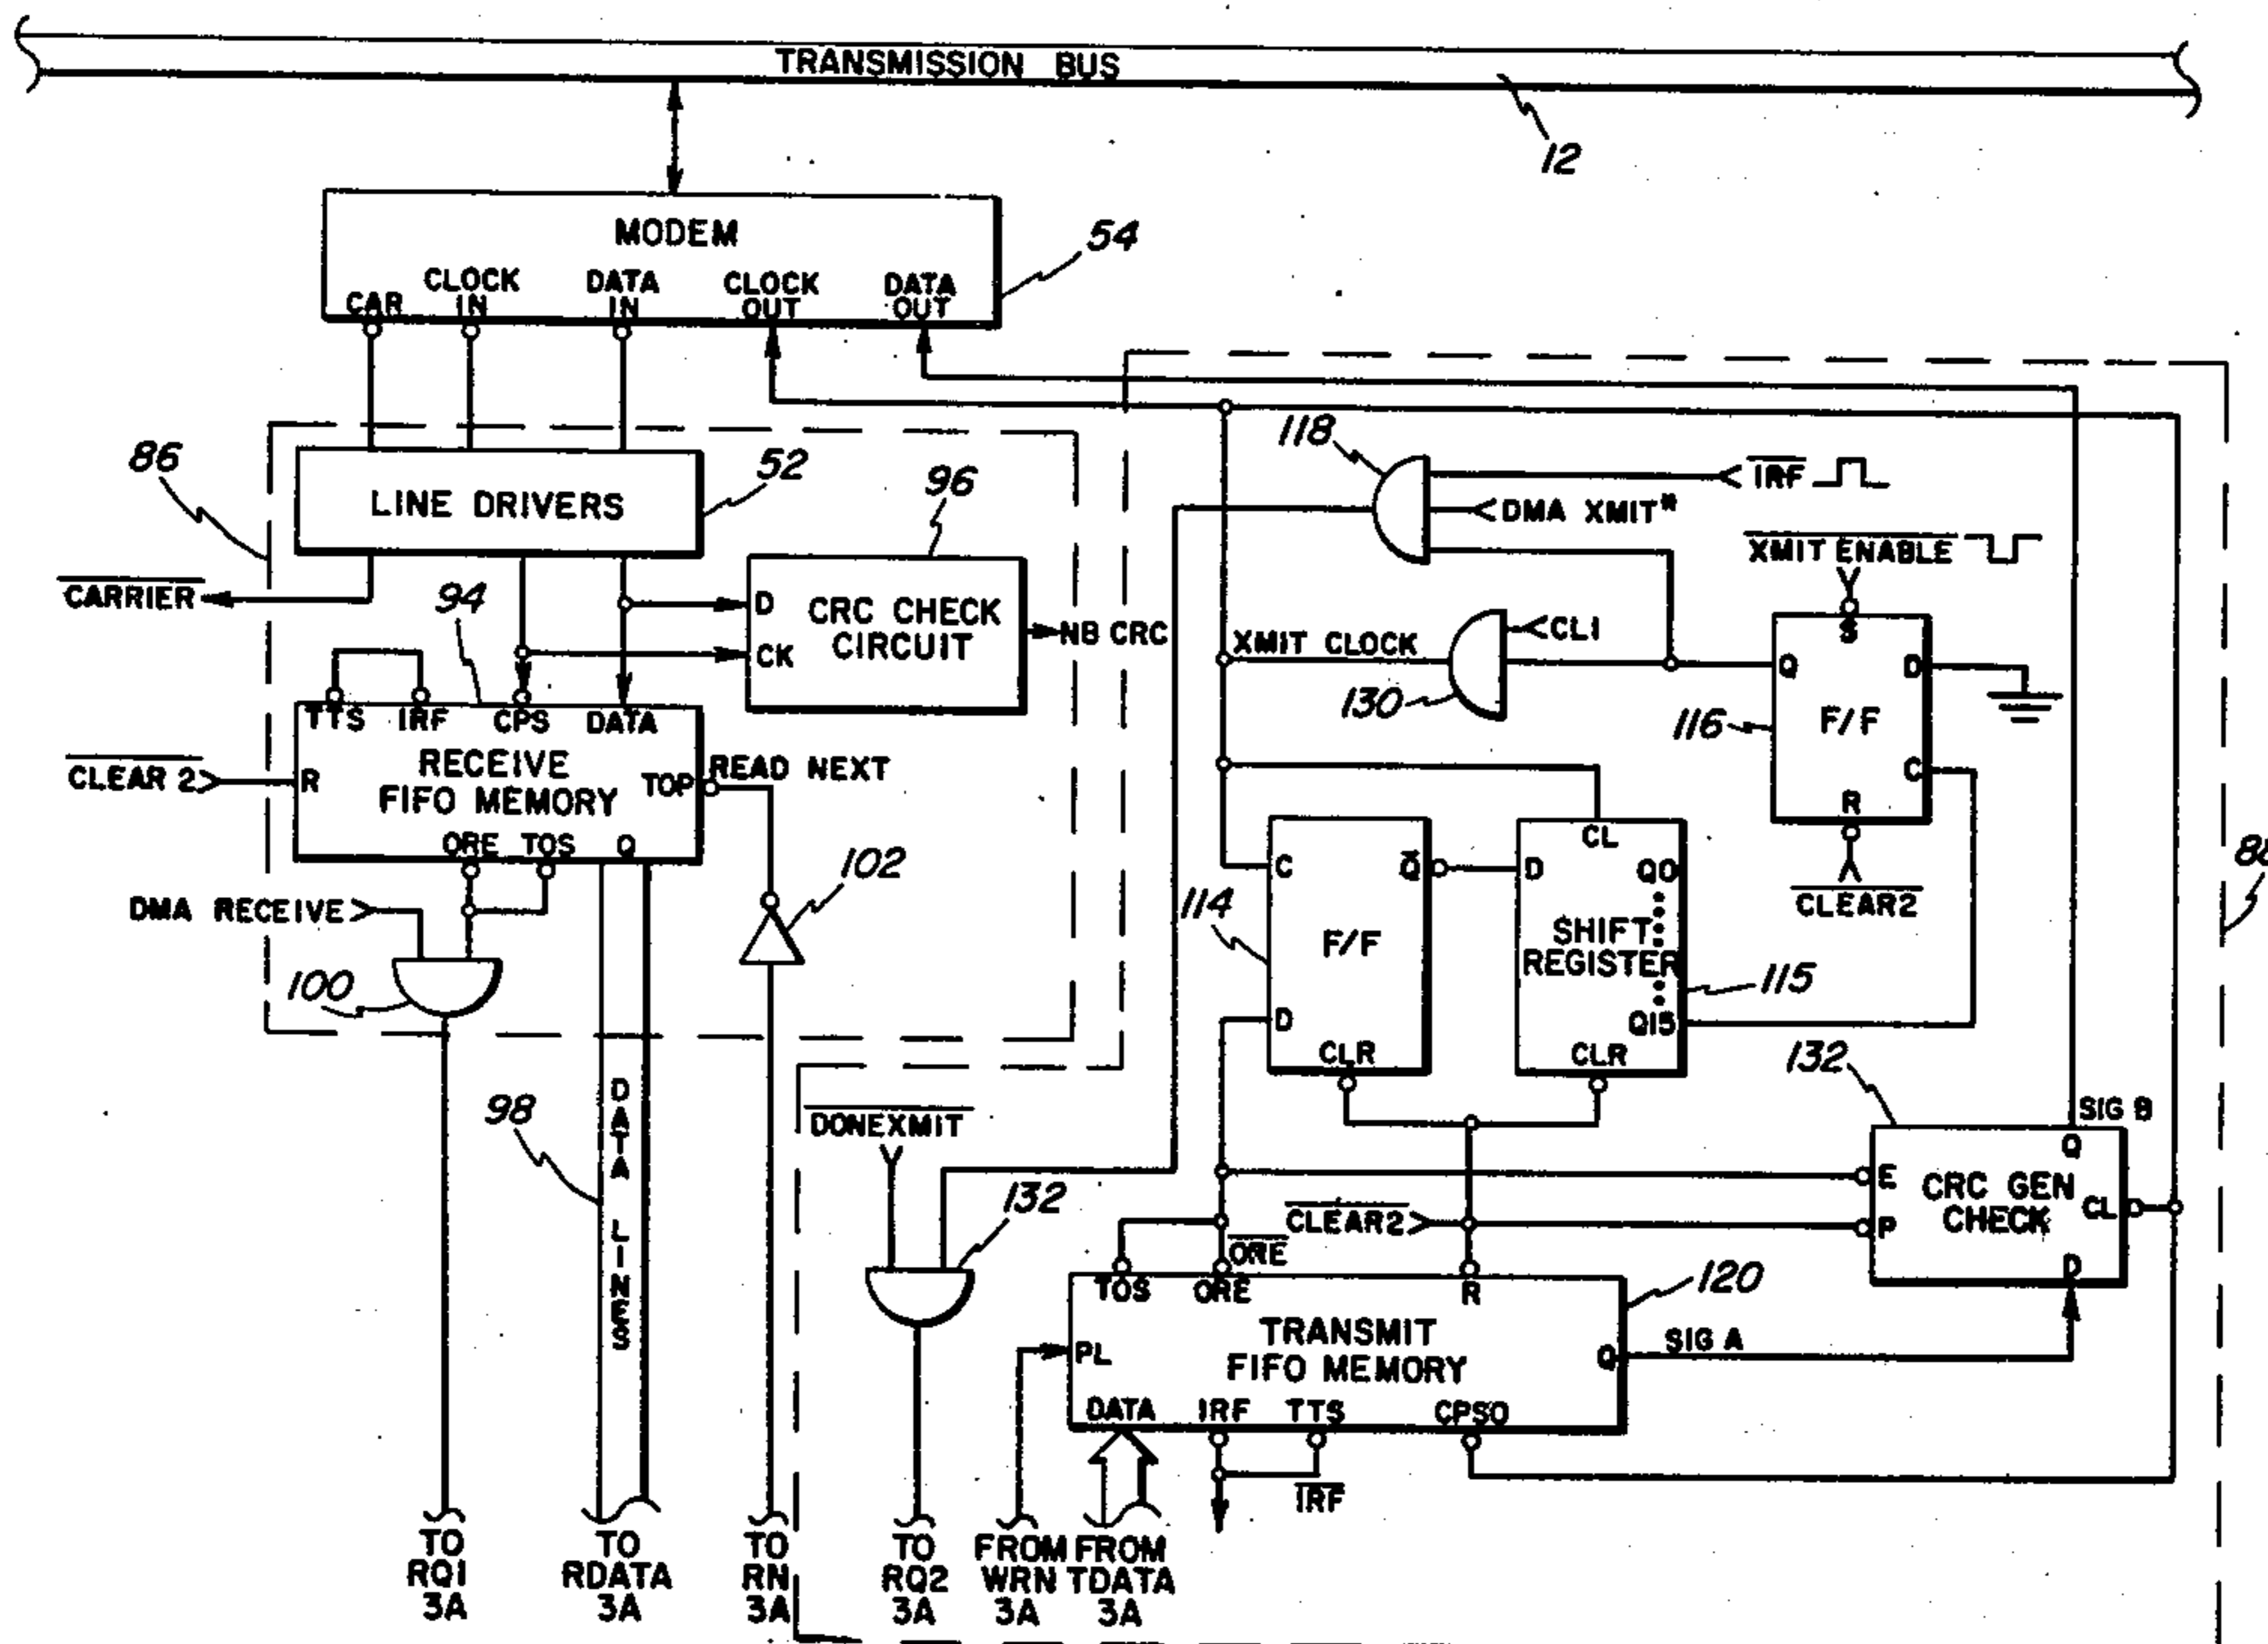 TRANSMISSION BUS
12
MODEM
54
CAR
CLOCK IN
DATA IN
CLOCK OUT
DATA OUT
86
LINE DRIVERS
52
96
118
IRF
DMA XMIT*
XMIT ENABLE
CARRIER
94
D
CK
CRC CHECK
CIRCUIT
NB CRC
XMIT CLOCK
CL1
130
S
Q
D
116
F/F
C
R
CLEAR2
TTS
IRF
CPS
DATA
CLEAR 2
R
RECEIVE
FIFO MEMORY
TOP
READ NEXT
ORE
TOS
Q
DMA RECEIVE
102
100
114
C
Q
F/F
D
CLR
D
CL
Q0
SHIFT
REGISTER
Q15
CLR
115
88
98
DATA LINES
DONEXMIT
132
132
SIG B
Q
E
CRC GEN
CHECK
CL
P
D
CLEAR2
ORE
TOS
ORE
R
120
PL
TRANSMIT
FIFO MEMORY
Q
SIG A
DATA
IRF
TTS
CPSO
IRF
TO
RQ1
3A
TO
RDATA
3A
TO
RN
3A
TO
RQ2
3A
FROM
WRN
3A
FROM
TDATA
3A